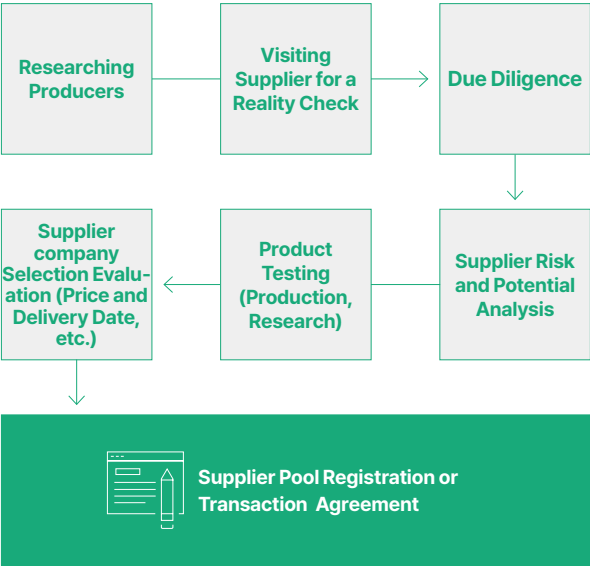 Researching
Producers
Visiting
Supplier for a
Reality Check
Due Diligence
Supplier
company
Selection Evalu-
ation (Price and
Delivery Date,
etc.)
Product
Testing
(Production,
Research)
Supplier Risk
and Potential
Analysis
Supplier Pool Registration or
Transaction Agreement